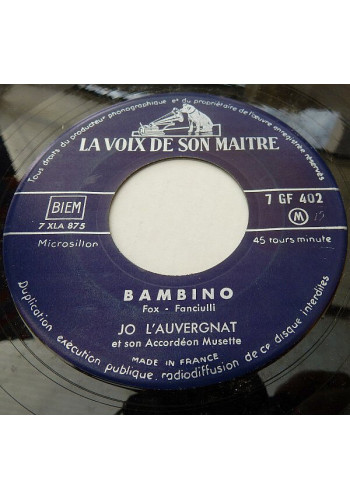 Tous droits du producteur phonographique et du propriétaire de l'œuvre enregistrée réservés
LA VOIX DE SON MAITRE
BIEM
7 XLA 875
7 GF 402
M
Microsillon
45 tours minute
BAMBINO
Fox - Fanciulli
JO L'AUVERGNAT
et son Accordéon Musette
MADE IN FRANCE
Duplication exécution publique, radiodiffusion de ce disque interdites